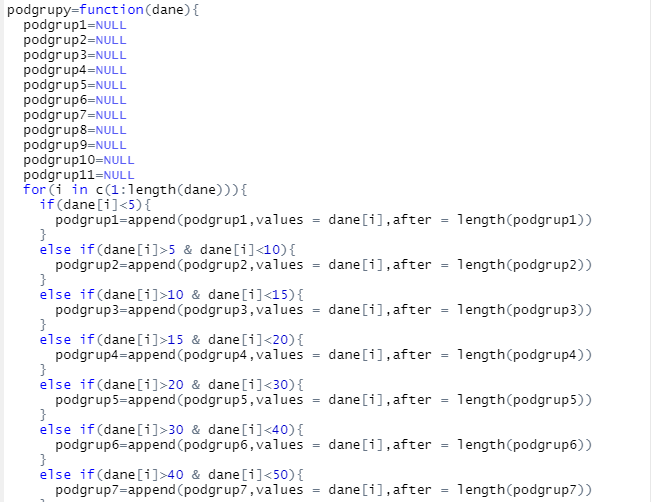 podgrupy=function(dane){
podgrup1=NULL
podgrup2=NULL
podgrup3=NULL
podgrup4=NULL
podgrup5=NULL
podgrup6=NULL
podgrup7=NULL
podgrup8=NULL
podgrup9=NULL
podgrup10=NULL
podgrup11=NULL
for(i in c(1:length(dane))){
if(dane[i]<5){
podgrup1=append(podgrup1,values = dane[i],after = length(podgrup1))
}
else if(dane[i]>5 & dane[i]<10){
podgrup2=append(podgrup2,values = dane[i],after = length(podgrup2))
}
else if(dane[i]>10 & dane[i]<15){
podgrup3=append(podgrup3,values = dane[i],after = length(podgrup3))
}
else if(dane[i]>15 & dane[i]<20){
podgrup4=append(podgrup4,values = dane[i],after = length(podgrup4))
}
else if(dane[i]>20 & dane[i]<30){
podgrup5=append(podgrup5,values = dane[i],after = length(podgrup5))
}
else if(dane[i]>30 & dane[i]<40){
podgrup6=append(podgrup6,values = dane[i],after = length(podgrup6))
}
else if(dane[i]>40 & dane[i]<50){
podgrup7=append(podgrup7,values = dane[i],after = length(podgrup7))
}